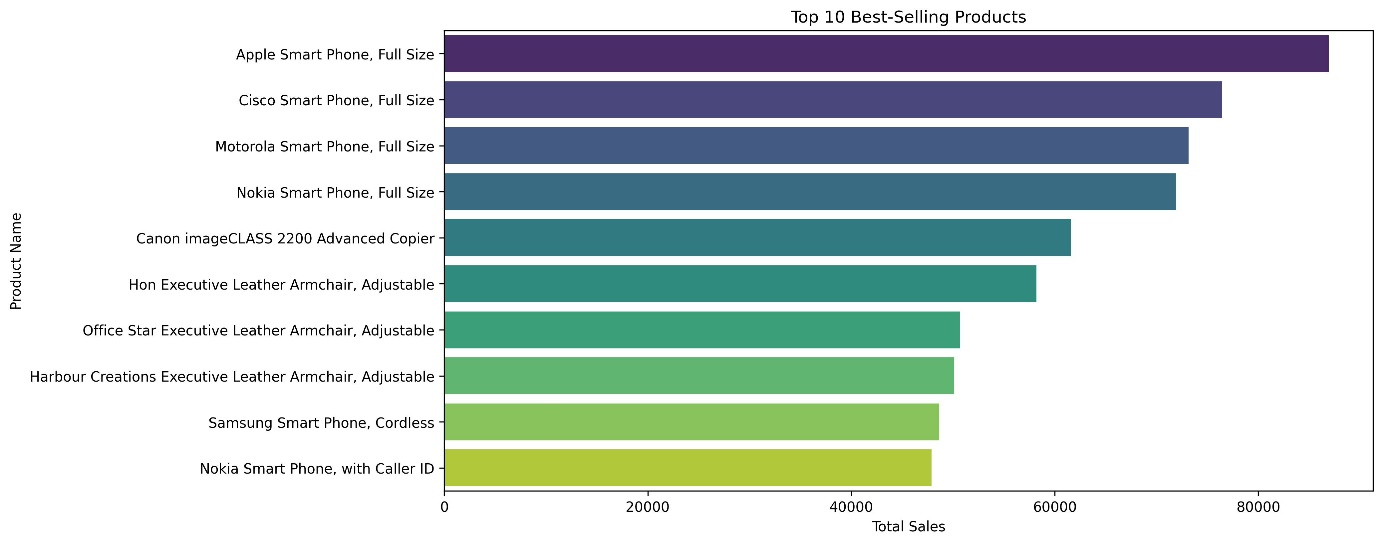 Top 10 Best-Selling Products
Product Name
Apple Smart Phone, Full Size
Cisco Smart Phone, Full Size
Motorola Smart Phone, Full Size
Nokia Smart Phone, Full Size
Canon imageCLASS 2200 Advanced Copier
Hon Executive Leather Armchair, Adjustable
Office Star Executive Leather Armchair, Adjustable
Harbour Creations Executive Leather Armchair, Adjustable
Samsung Smart Phone, Cordless
Nokia Smart Phone, with Caller ID
0 20000 40000 60000 80000
Total Sales